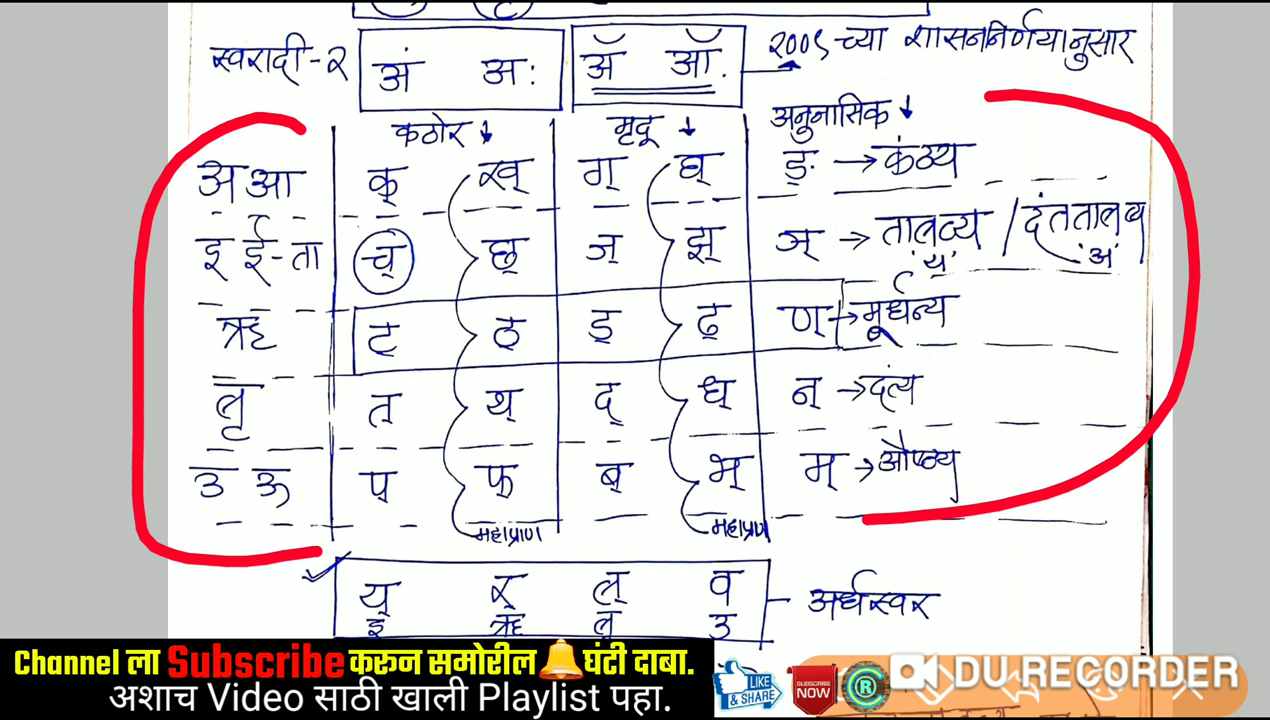 स्वरादी-२ अं अः ॲ ऑ. २००९च्या शासननिर्णयानुसार
कठोर↓ मृदू ↓ अनुनासिक↓
अ आ क् ख् ग् घ् ङ् → कंठ्य
इ ई-ता च् छ् ज् झ् ञ् → तालव्य / दंततालव्य
'य' 'अ'
ऋ ट् ठ् ड् ढ् ण् → मूर्धन्य
लृ त् थ् द् ध् न् → दंत्य
उ ऊ प् फ् ब् भ् म् → औष्ठ्य
महाप्राण महाप्राण
य् र् ल् व - अर्धस्वर
इ ऋ लृ उ
Channel ला Subscribe करून समोरील घंटी दाबा.
अशाच Video साठी खाली Playlist पहा.
LIKE & SHARE
SUBSCRIBE NOW
R
DU RECORDER